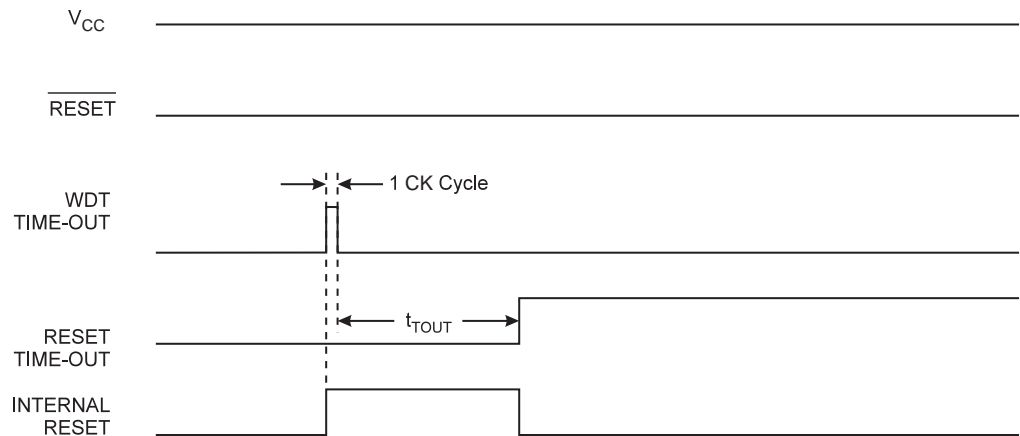 VCC
RESET
1 CK Cycle
WDT
TIME-OUT
tTOUT
RESET
TIME-OUT
INTERNAL
RESET